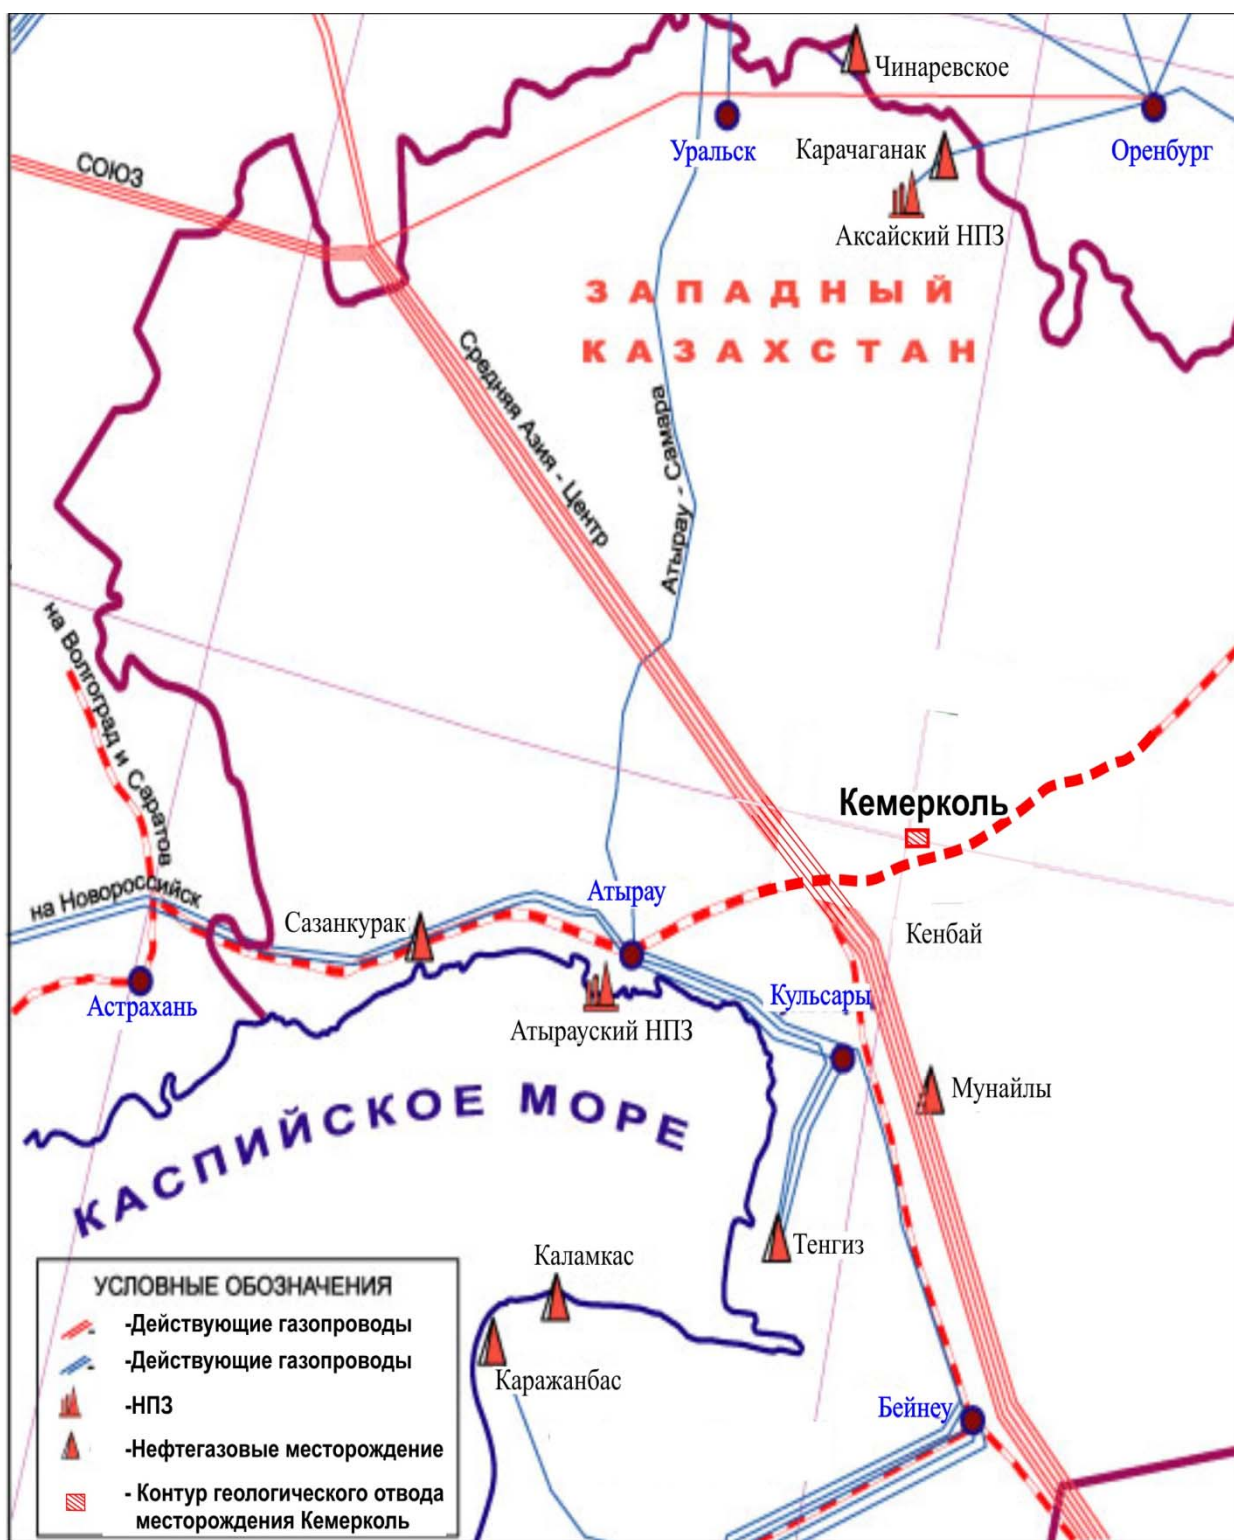 Чинаревское
Уральск
Карачаганак
Оренбург
СОЮЗ
Аксайский НПЗ
ЗАПАДНЫЙ
КАЗАХСТАН
Средняя Азия - Центр
Атырау - Самара
на Волгоград и Саратов
Кемерколь
на Новороссийск
Сазанкурак
Атырау
Кенбай
Астрахань
Кульсары
Атырауский НПЗ
Мунайлы
КАСПИЙСКОЕ МОРЕ
Тенгиз
Каламкас
Каражанбас
Бейнеу
УСЛОВНЫЕ ОБОЗНАЧЕНИЯ
-Действующие газопроводы
-Действующие газопроводы
-НПЗ
-Нефтегазовые месторождение
- Контур геологического отвода
месторождения Кемерколь